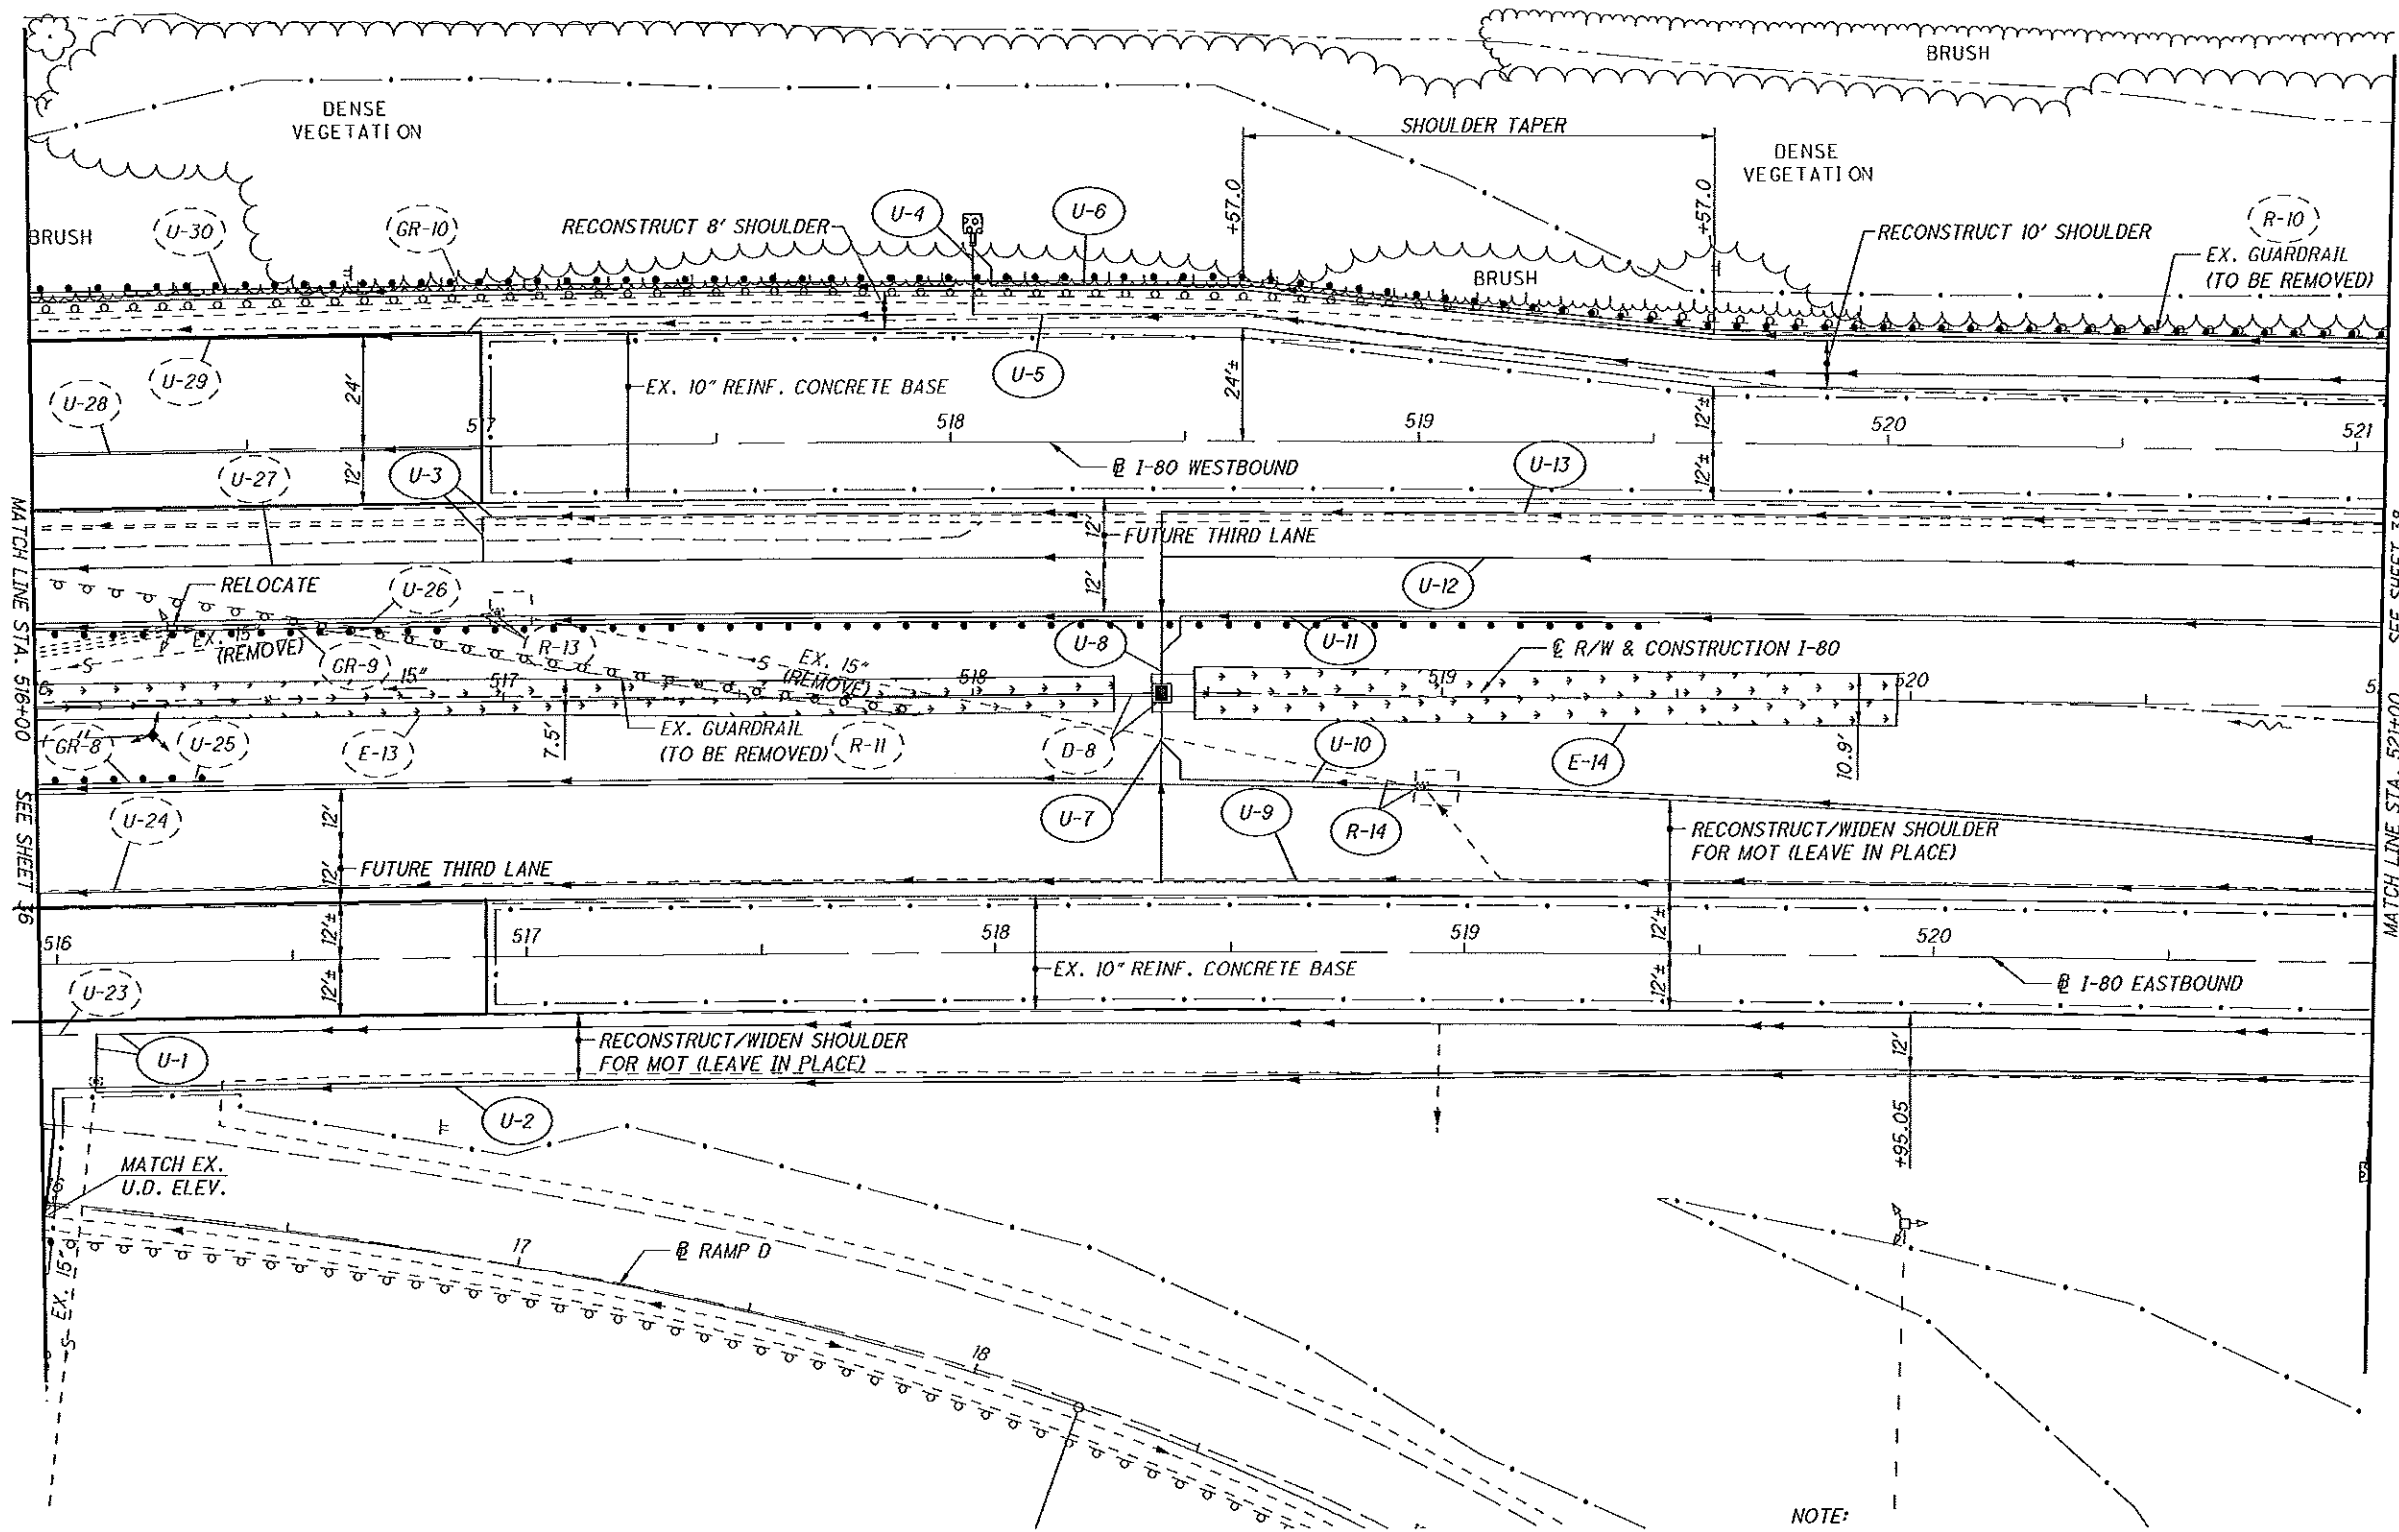 BRUSH
DENSE
VEGETATION
SHOULDER TAPER
DENSE
VEGETATION
+57.0
+57.0
BRUSH
U-30
GR-10
RECONSTRUCT 8' SHOULDER
U-4
U-6
RECONSTRUCT 10' SHOULDER
R-10
EX. GUARDRAIL
(TO BE REMOVED)
BRUSH
U-29
U-28
24'
EX. 10" REINF. CONCRETE BASE
U-5
24'±
12'±
517
518
519
520
521
12'
U-27
U-3
℄ I-80 WESTBOUND
U-13
12'±
12'
FUTURE THIRD LANE
12'
U-12
RELOCATE
U-26
EX. 15"
(REMOVE)
GR-9
R-13
EX. 15"
(REMOVE)
U-8
U-11
℄ R/W & CONSTRUCTION I-80
S
S
15"
517
518
519
520
GR-8
U-25
E-13
7.5'
EX. GUARDRAIL
(TO BE REMOVED)
R-11
D-8
U-10
E-14
10.9'
U-24
12'
U-7
U-9
R-14
RECONSTRUCT/WIDEN SHOULDER
FOR MOT (LEAVE IN PLACE)
12'
FUTURE THIRD LANE
MATCH LINE STA. 516+00 SEE SHEET 36
MATCH LINE STA. 521+00 SEE SHEET 38
516
517
518
519
520
12'±
12'±
12'±
12'±
EX. 10" REINF. CONCRETE BASE
℄ I-80 EASTBOUND
U-23
U-1
RECONSTRUCT/WIDEN SHOULDER
FOR MOT (LEAVE IN PLACE)
12'
U-2
+95.05
MATCH EX.
U.D. ELEV.
16
17
℄ RAMP D
18
S EX. 15"
S
NOTE: